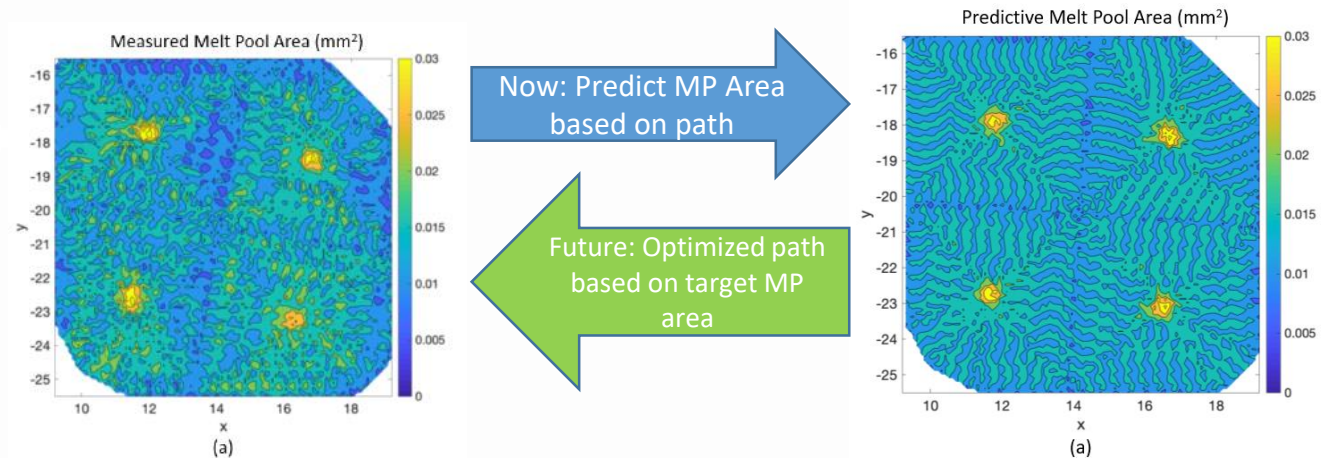 Measured Melt Pool Area (mm²)
0.03
0.025
0.02
0.015
0.01
0.005
0
-16
-17
-18
-19
-20
-21
-22
-23
-24
-25
y
10 12 14 16 18
x
(a)
Now: Predict MP Area
based on path
Future: Optimized path
based on target MP
area
Predictive Melt Pool Area (mm²)
0.03
0.025
0.02
0.015
0.01
0.005
0
-16
-17
-18
-19
-20
-21
-22
-23
-24
-25
y
10 12 14 16 18
x
(a)